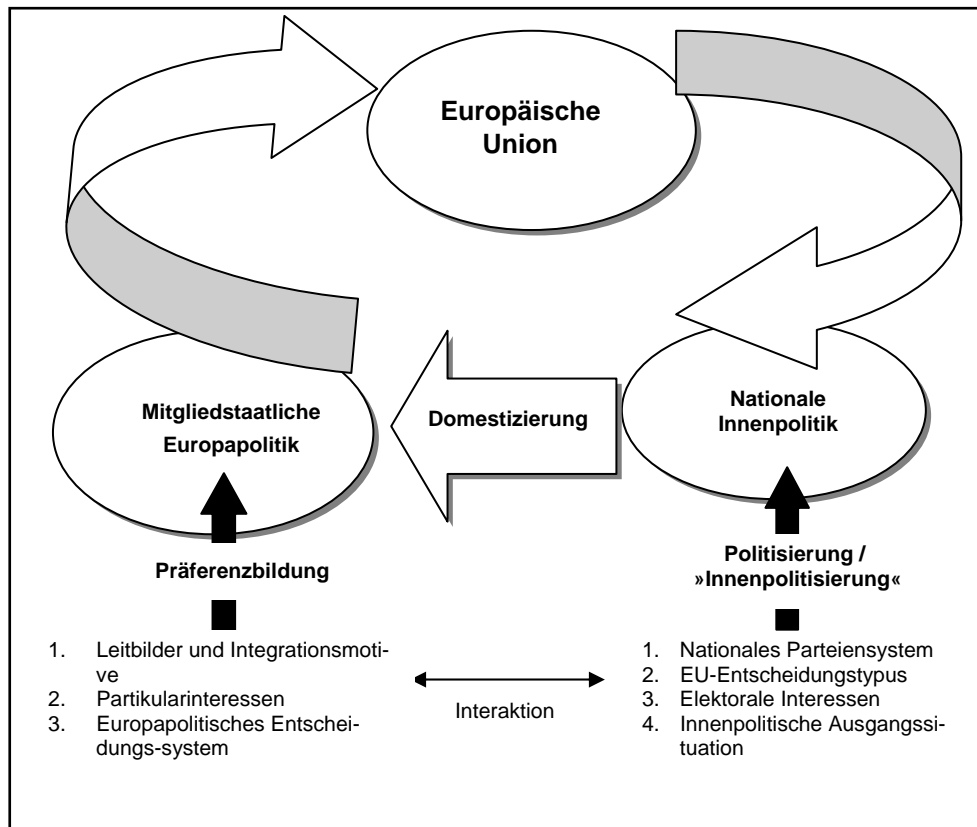 Europäische
Union
Mitgliedstaatliche
Europapolitik
Domestizierung
Nationale
Innenpolitik
Präferenzbildung
Politisierung /
»Innenpolitisierung«
1. Leitbilder und Integrationsmoti-
ve
2. Partikularinteressen
3. Europapolitisches Entschei-
dungs-system
Interaktion
1. Nationales Parteiensystem
2. EU-Entscheidungstypus
3. Elektorale Interessen
4. Innenpolitische Ausgangssi-
tuation